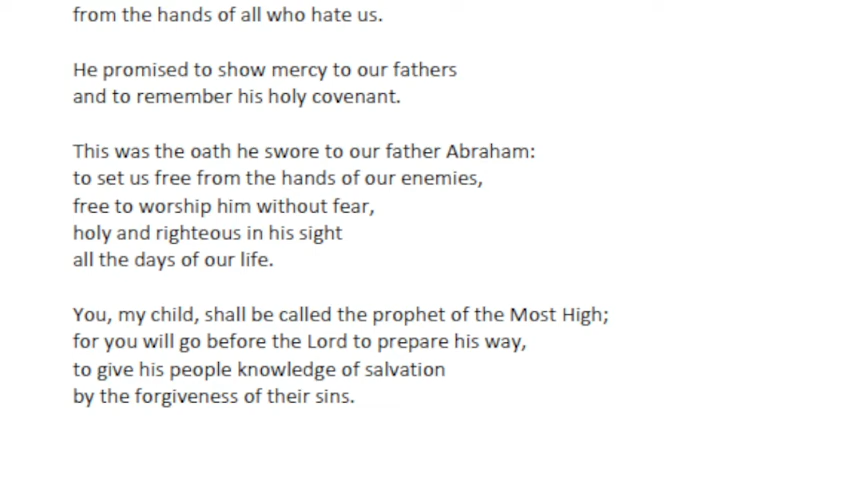 from the hands of all who hate us.
He promised to show mercy to our fathers
and to remember his holy covenant.
This was the oath he swore to our father Abraham:
to set us free from the hands of our enemies,
free to worship him without fear,
holy and righteous in his sight
all the days of our life.
You, my child, shall be called the prophet of the Most High;
for you will go before the Lord to prepare his way,
to give his people knowledge of salvation
by the forgiveness of their sins.